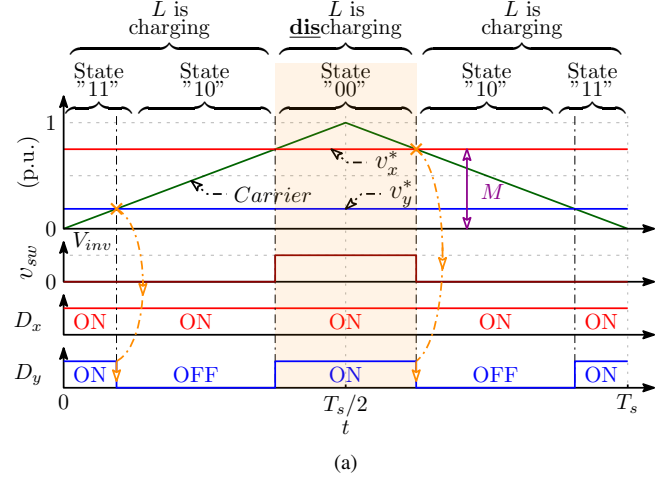 L is
charging
L is
discharging
L is
charging
State
"11"
State
"10"
State
"00"
State
"10"
State
"11"
1
(p.u.)
v*x
Carrier
v*y
M
0
Vinv
vsw
0
Dx
ON
ON
ON
ON
ON
Dy
ON
OFF
ON
OFF
ON
0
Ts/2
Ts
t
(a)